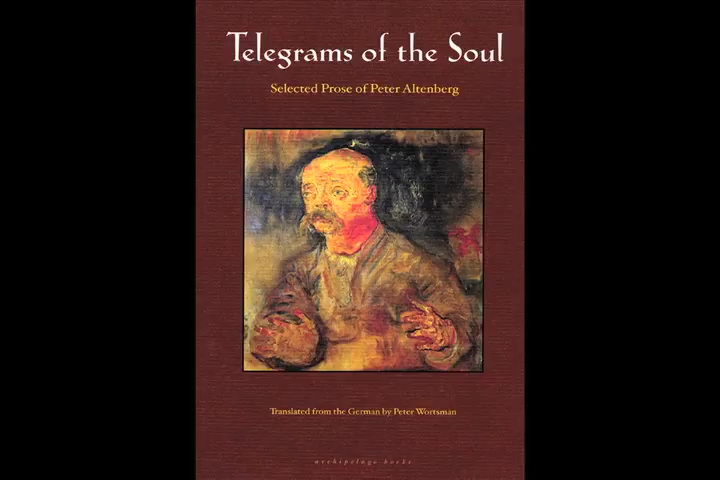 Telegrams of the Soul
Selected Prose of Peter Altenberg
Translated from the German by Peter Wortsman
archipelago books